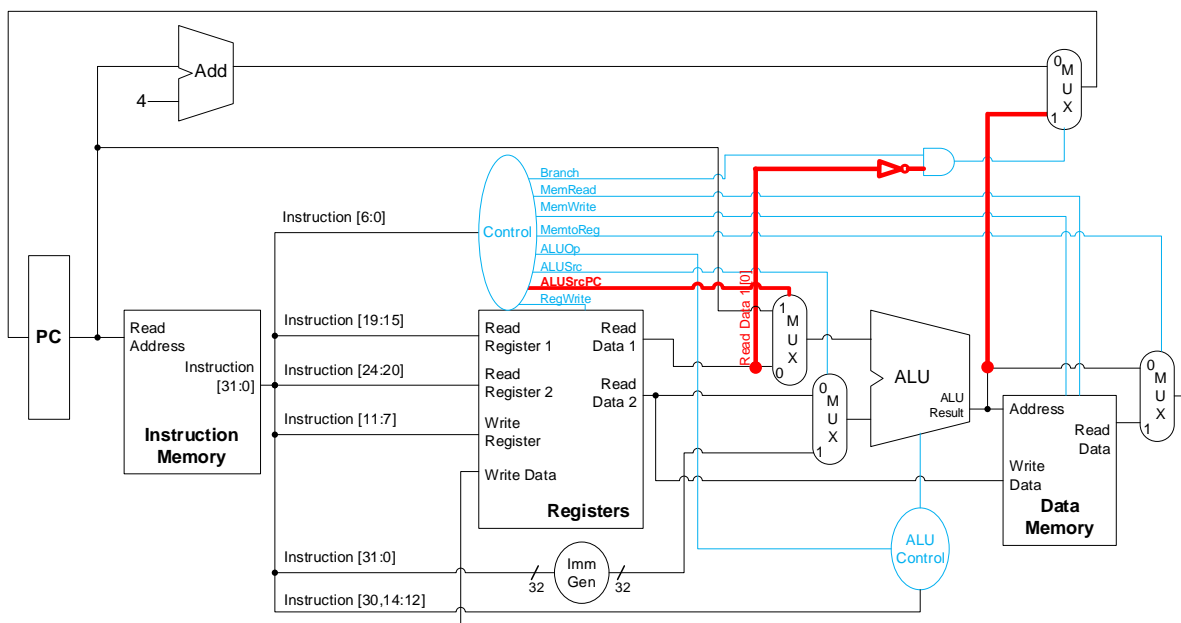 Add
4
0
M
U
X
1
Branch
MemRead
MemWrite
MemtoReg
ALUOp
ALUSrc
ALUSrcPC
RegWrite
Control
Instruction [6:0]
Read Data 1 [0]
PC
Read
Address
Instruction
[31:0]
Instruction
Memory
Instruction [19:15]
Instruction [24:20]
Instruction [11:7]
Read
Register 1
Read
Register 2
Write
Register
Write Data
Read
Data 1
Read
Data 2
Registers
1
M
U
X
0
0
M
U
X
1
ALU
ALU
Result
Address
Read
Data
Write
Data
Data
Memory
0
M
U
X
1
ALU
Control
Instruction [31:0]
32
Imm
Gen
32
Instruction [30,14:12]